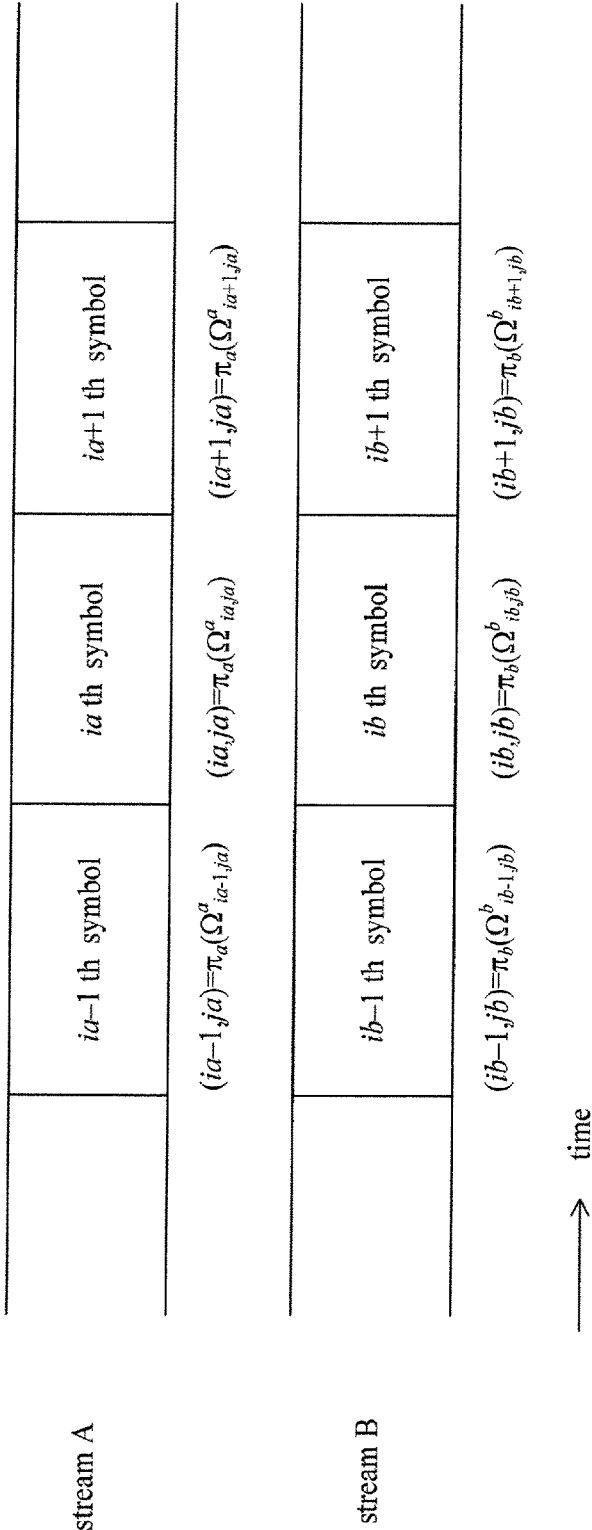 stream A
ia−1 th symbol
ia th symbol
ia+1 th symbol
(ia−1,ja)=πₐ(Ωᵃia-1,ja)
(ia,ja)=πₐ(Ωᵃia,ja)
(ia+1,ja)=πₐ(Ωᵃia+1,ja)
stream B
ib−1 th symbol
ib th symbol
ib+1 th symbol
(ib−1,jb)=π_b(Ωᵇib-1,jb)
(ib,jb)=π_b(Ωᵇib,jb)
(ib+1,jb)=π_b(Ωᵇib+1,jb)
time